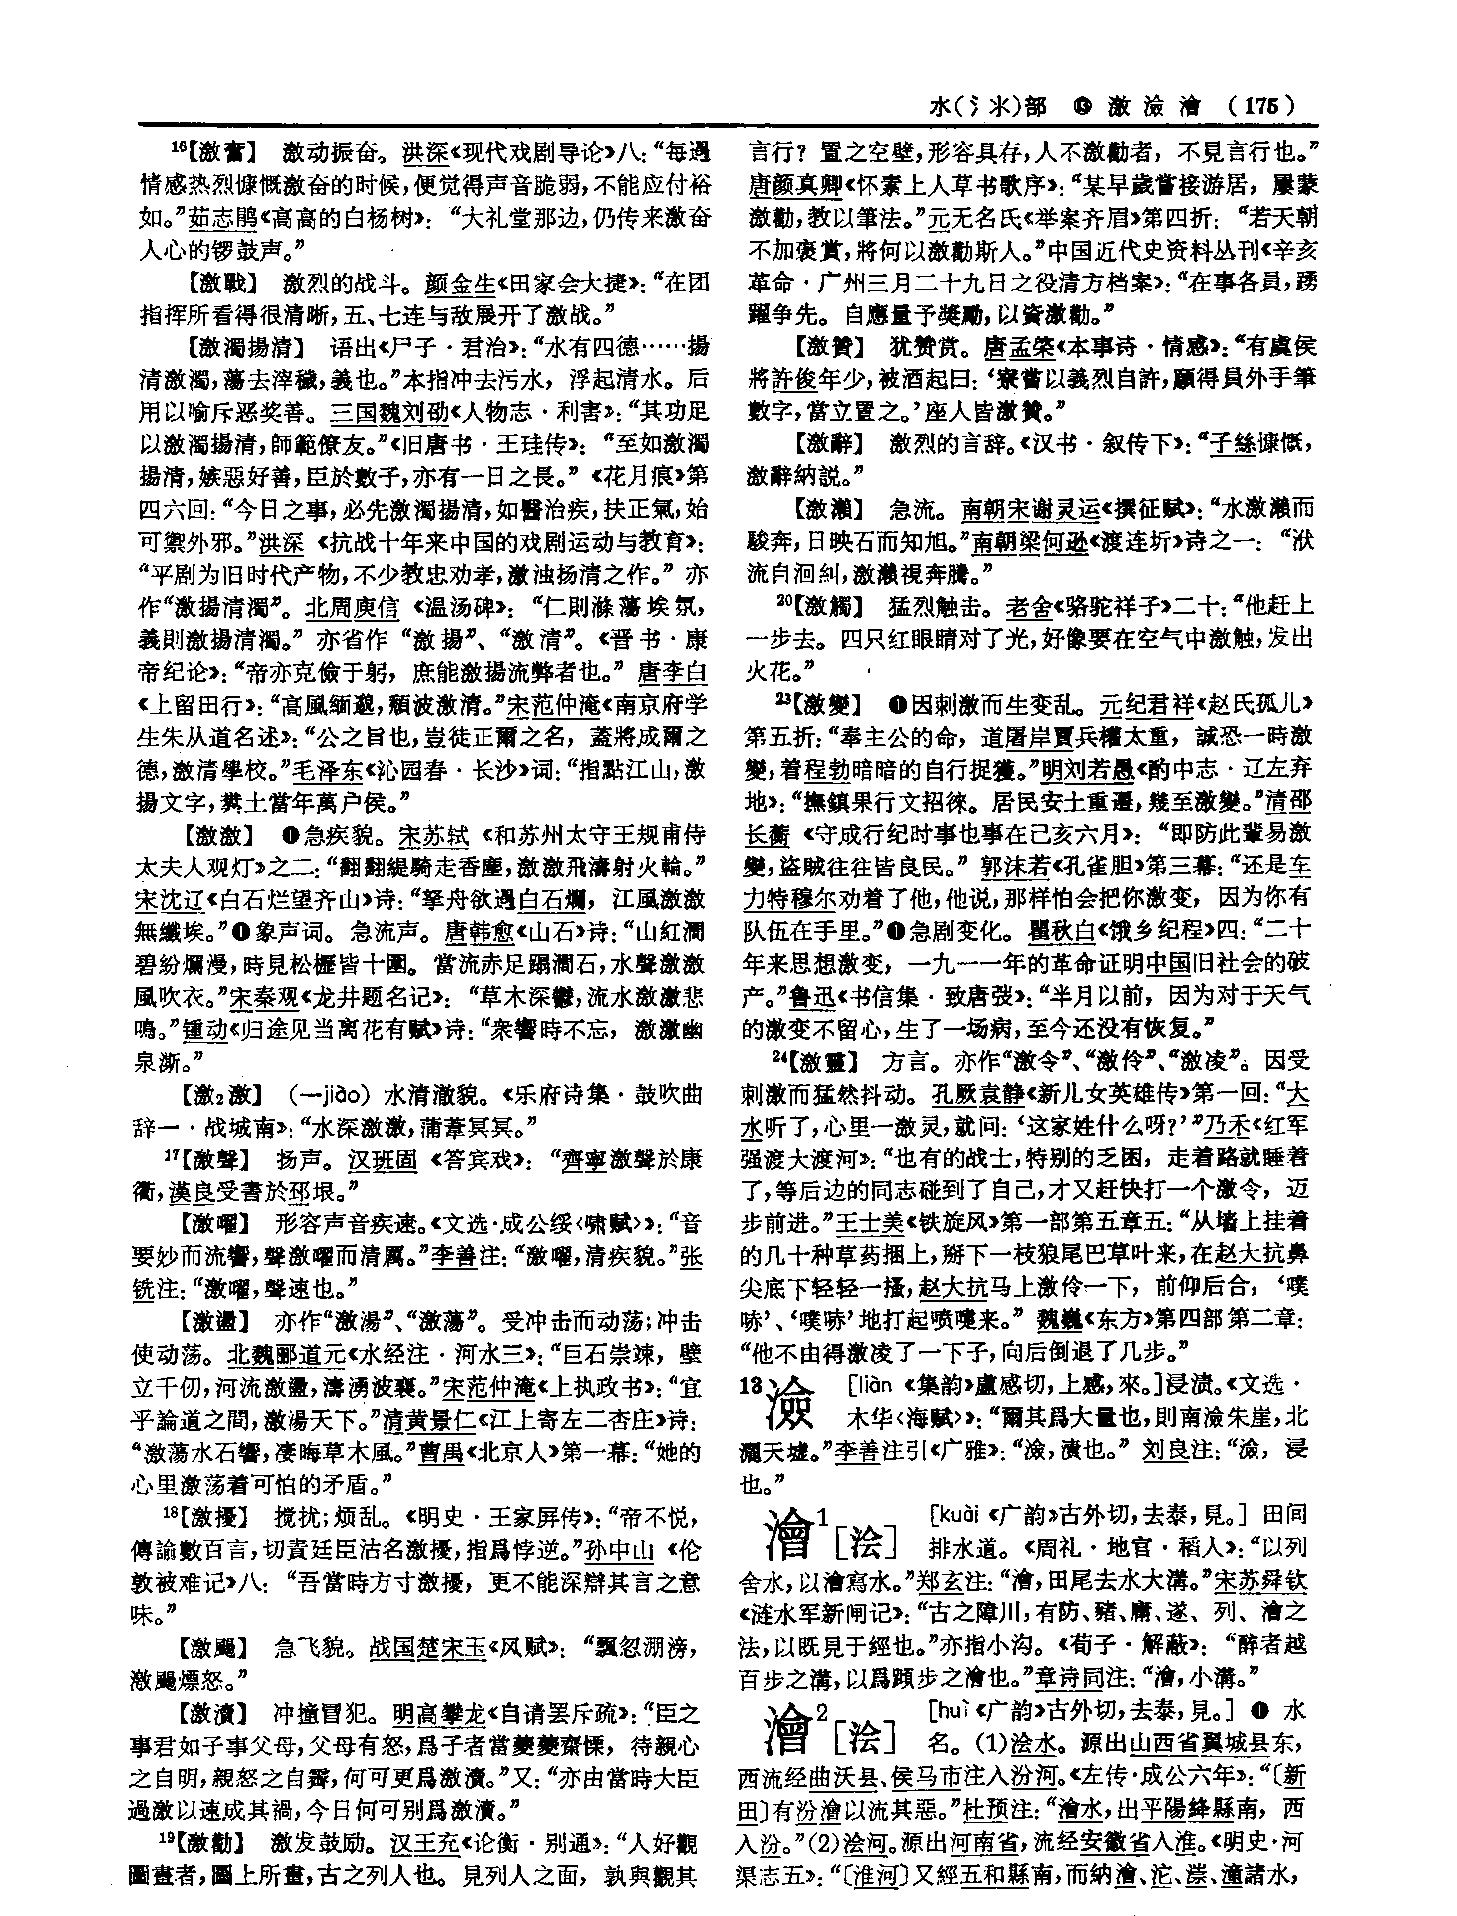 水(氵氺)部 ⓭ 激澰澮 (175)
16【激奮】 激动振奋。洪深《现代戏剧导论》八：“每遇
情感热烈慷慨激奋的时候，便觉得声音脆弱，不能应付裕
如。”茹志鹃《高高的白杨树》：“大礼堂那边，仍传来激奋
人心的锣鼓声。”
【激戰】 激烈的战斗。颜金生《田家会大捷》：“在团
指挥所看得很清晰，五、七连与敌展开了激战。”
【激濁揚清】 语出《尸子·君治》：“水有四德……揚
清激濁，蕩去滓穢，義也。”本指冲去污水，浮起清水。后
用以喻斥恶奖善。三国魏刘劭《人物志·利害》：“其功足
以激濁揚清，師範僚友。”《旧唐书·王珪传》：“至如激濁
揚清，嫉惡好善，臣於數子，亦有一日之長。”《花月痕》第
四六回：“今日之事，必先激濁揚清，如醫治疾，扶正氣，始
可禦外邪。”洪深《抗战十年来中国的戏剧运动与教育》：
“平剧为旧时代产物，不少教忠劝孝，激浊扬清之作。”亦
作“激揚清濁”。北周庾信《温汤碑》：“仁則滌蕩埃氛，
義則激揚清濁。”亦省作“激揚”、“激清”。《晋书·康
帝纪论》：“帝亦克儉于躬，庶能激揚流弊者也。”唐李白
《上留田行》：“高風緬邈，頹波激清。”宋范仲淹《南京府学
生朱从道名述》：“公之旨也，豈徒正爾之名，蓋將成爾之
德，激清學校。”毛泽东《沁园春·长沙》词：“指點江山，激
揚文字，糞土當年萬户侯。”
【激激】 ❶急疾貌。宋苏轼《和苏州太守王规甫侍
太夫人观灯》之二：“翻翻緹騎走香塵，激激飛濤射火輪。”
宋沈辽《白石烂望齐山》诗：“拏舟欲過白石爛，江風激激
無纖埃。”❶象声词。急流声。唐韩愈《山石》诗：“山紅澗
碧紛爛漫，時見松櫪皆十圍。當流赤足蹋澗石，水聲激激
風吹衣。”宋秦观《龙井题名记》：“草木深鬱，流水激激悲
鳴。”锺动《归途见当离花有赋》诗：“衆響時不忘，激激幽
泉澌。”
【激2激】 （—jiào）水清澈貌。《乐府诗集·鼓吹曲
辞一·战城南》：“水深激激，蒲葦冥冥。”
17【激聲】 扬声。汉班固《答宾戏》：“齊寧激聲於康
衢，漢良受書於邳垠。”
【激嚁】 形容声音疾速。《文选·成公绥〈啸赋〉》：“音
要妙而流響，聲激嚁而清厲。”李善注：“激嚁，清疾貌。”张
铣注：“激嚁，聲速也。”
【激盪】 亦作“激湯”、“激蕩”。受冲击而动荡；冲击
使动荡。北魏郦道元《水经注·河水三》：“巨石崇竦，壁
立千仞，河流激盪，濤湧波襄。”宋范仲淹《上执政书》：“宜
乎論道之間，激湯天下。”清黄景仁《江上寄左二杏庄》诗：
“激荡水石響，凄晦草木風。”曹禺《北京人》第一幕：“她的
心里激荡着可怕的矛盾。”
18【激擾】 搅扰；烦乱。《明史·王家屏传》：“帝不悦，
傳諭數百言，切責廷臣沽名激擾，指爲悖逆。”孙中山《伦
敦被难记》八：“吾當時方寸激擾，更不能深辯其言之意
味。”
【激颺】 急飞貌。战国楚宋玉《风赋》：“飄忽淜滂，
激颺熛怒。”
【激瀆】 冲撞冒犯。明高攀龙《自请罢斥疏》：“臣之
事君如子事父母，父母有怒，爲子者當夔夔齋慄，待親心
之自明，親怒之自霽，何可更爲激瀆。”又：“亦由當時大臣
過激以速成其禍，今日何可别爲激瀆。”
19【激勸】 激发鼓励。汉王充《论衡·别通》：“人好觀
圖畫者，圖上所畫，古之列人也。見列人之面，孰與觀其
言行？置之空壁，形容具存，人不激勸者，不見言行也。”
唐颜真卿《怀素上人草书歌序》：“某早歲嘗接游居，屢蒙
激勸，教以筆法。”元无名氏《举案齐眉》第四折：“若天朝
不加褒賞，將何以激勸斯人。”中国近代史资料丛刊《辛亥
革命·广州三月二十九日之役清方档案》：“在事各員，踴
躍争先。自應量予獎勵，以資激勸。”
【激贊】 犹赞赏。唐孟棨《本事诗·情感》：“有虞侯
將許俊年少，被酒起曰：‘寮嘗以義烈自許，願得員外手筆
數字，當立置之。’座人皆激贊。”
【激辭】 激烈的言辞。《汉书·叙传下》：“子絲慷慨，
激辭納説。”
【激瀨】 急流。南朝宋谢灵运《撰征赋》：“水激瀨而
駿奔，日映石而知旭。”南朝梁何逊《渡连圻》诗之一：“洑
流自洄糾，激瀨視奔騰。”
20【激觸】 猛烈触击。老舍《骆驼祥子》二十：“他赶上
一步去。四只红眼睛对了光，好像要在空气中激触，发出
火花。”
23【激變】 ❶因刺激而生变乱。元纪君祥《赵氏孤儿》
第五折：“奉主公的命，道屠岸賈兵權太重，誠恐一時激
變，着程勃暗暗的自行捉獲。”明刘若愚《酌中志·辽左弃
地》：“撫鎮果行文招徠。居民安土重遷，幾至激變。”清邵
长蘅《守成行纪时事也事在己亥六月》：“即防此輩易激
變，盜賊往往皆良民。”郭沫若《孔雀胆》第三幕：“还是车
力特穆尔劝着了他，他说，那样怕会把你激变，因为你有
队伍在手里。”❶急剧变化。瞿秋白《饿乡纪程》四：“二十
年来思想激变，一九一一年的革命证明中国旧社会的破
产。”鲁迅《书信集·致唐弢》：“半月以前，因为对于天气
的激变不留心，生了一场病，至今还没有恢复。”
24【激靈】 方言。亦作“激令”、“激伶”、“激凌”。因受
刺激而猛然抖动。孔厥袁静《新儿女英雄传》第一回：“大
水听了，心里一激灵，就问：‘这家姓什么呀？’”乃禾《红军
强渡大渡河》：“也有的战士，特别的乏困，走着路就睡着
了，等后边的同志碰到了自己，才又赶快打一个激令，迈
步前进。”王士美《铁旋风》第一部第五章五：“从墙上挂着
的几十种草药捆上，掰下一枝狼尾巴草叶来，在赵大抗鼻
尖底下轻轻一搔，赵大抗马上激伶一下，前仰后合，‘噗
哧’、‘噗哧’地打起喷嚏来。”魏巍《东方》第四部第二章：
“他不由得激凌了一下子，向后倒退了几步。”
13澰 [liàn《集韵》盧感切，上感，來。]浸渍。《文选·
木华〈海赋〉》：“爾其爲大量也，則南澰朱崖，北
灑天墟。”李善注引《广雅》：“澰，漬也。”刘良注：“澰，浸
也。”
澮1[浍] [kuài《广韵》古外切，去泰，見。]田间
排水道。《周礼·地官·稻人》：“以列
舍水，以澮寫水。”郑玄注：“澮，田尾去水大溝。”宋苏舜钦
《涟水军新闸记》：“古之障川，有防、豬、庸、遂、列、澮之
法，以既見于經也。”亦指小沟。《荀子·解蔽》：“醉者越
百步之溝，以爲蹞步之澮也。”章诗同注：“澮，小溝。”
澮2[浍] [huì《广韵》古外切，去泰，見。]❶水
名。(1)浍水。源出山西省翼城县东，
西流经曲沃县、侯马市注入汾河。《左传·成公六年》：“〔新
田〕有汾澮以流其惡。”杜预注：“澮水，出平陽絳縣南，西
入汾。”(2)浍河。源出河南省，流经安徽省入淮。《明史·河
渠志五》：“〔淮河〕又經五和縣南，而納澮、沱、漴、潼諸水，